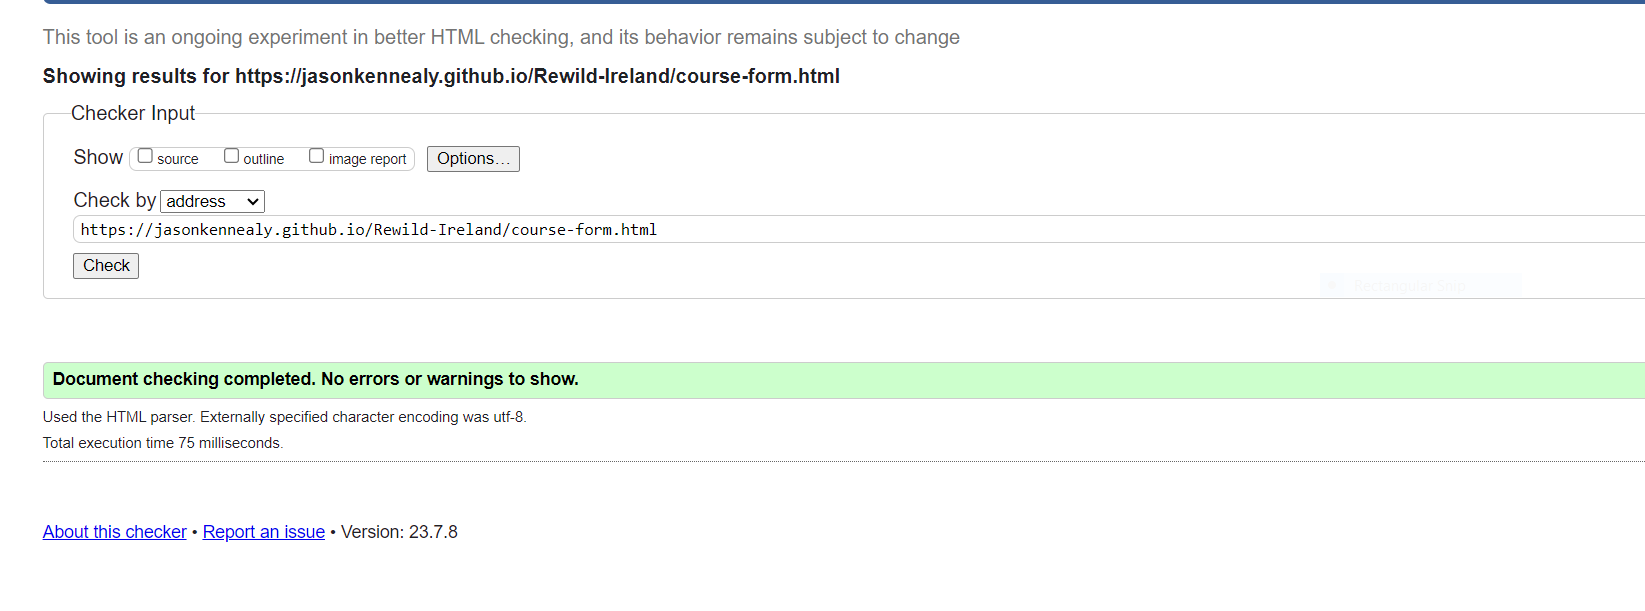 This tool is an ongoing experiment in better HTML checking, and its behavior remains subject to change
Showing results for https://jasonkennealy.github.io/Rewild-Ireland/course-form.html
Checker Input
Show source outline image report Options...
Check by address
https://jasonkennealy.github.io/Rewild-Ireland/course-form.html
Check
Rectangular Snip
Document checking completed. No errors or warnings to show.
Used the HTML parser. Externally specified character encoding was utf-8.
Total execution time 75 milliseconds.
About this checker • Report an issue • Version: 23.7.8